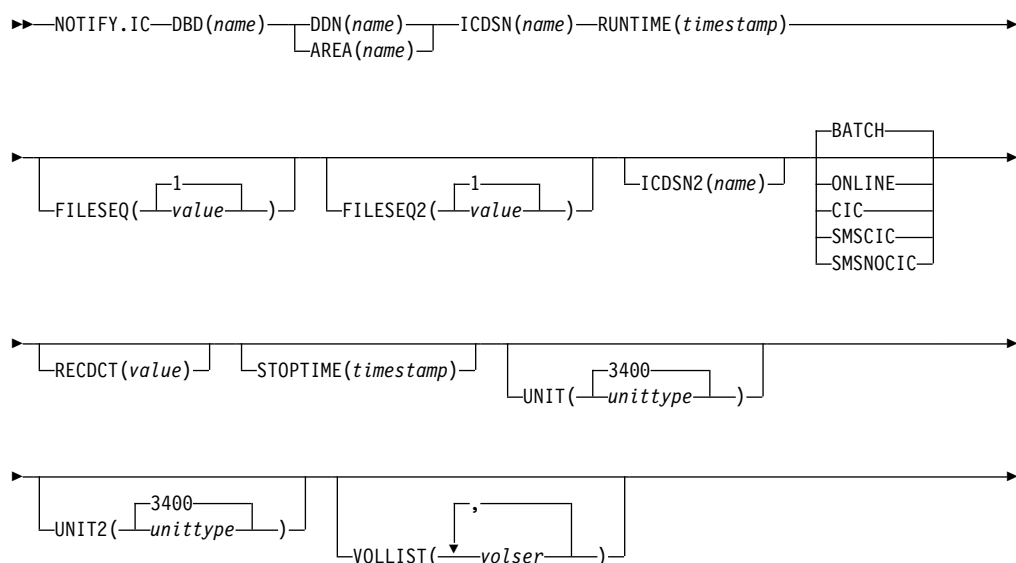 NOTIFY.IC DBD(name) DDN(name) ICDSN(name) RUNTIME(timestamp)
AREA(name)
BATCH
1 1 ICDSN2(name) ONLINE
FILESEQ( value ) FILESEQ2( value ) CIC
SMSCIC
SMSNOCIC
RECDCT(value) STOPTIME(timestamp) 3400
UNIT( unittype )
3400 ,
UNIT2( unittype )
VOLLIST( volser )